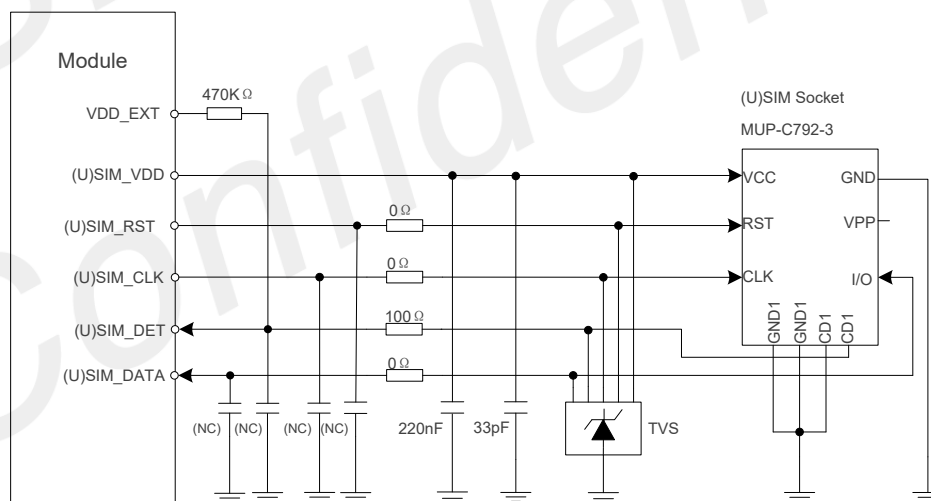 Confidential
Module
VDD_EXT
470KΩ
(U)SIM Socket
MUP-C792-3
(U)SIM_VDD
VCC
GND
(U)SIM_RST
0Ω
RST
VPP
(U)SIM_CLK
0Ω
CLK
I/O
(U)SIM_DET
100Ω
GND1
GND1
CD1
CD1
(U)SIM_DATA
0Ω
(NC)
(NC)
(NC)
(NC)
220nF
33pF
TVS